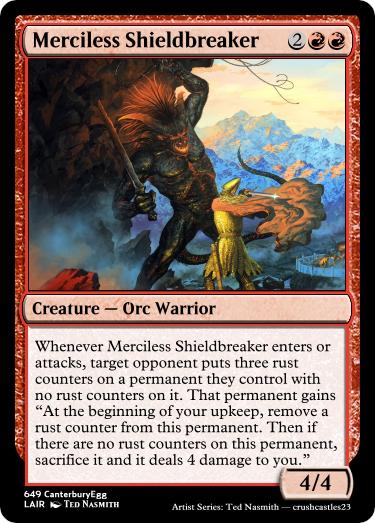 Merciless Shieldbreaker 2
Creature — Orc Warrior
Whenever Merciless Shieldbreaker enters or
attacks, target opponent puts three rust
counters on a permanent they control with
no rust counters on it. That permanent gains
“At the beginning of your upkeep, remove a
rust counter from this permanent. Then if
there are no rust counters on this permanent,
sacrifice it and it deals 4 damage to you.”
4/4
649 CanterburyEgg
LAIR Ted Nasmith
Artist Series: Ted Nasmith — crushcastles23